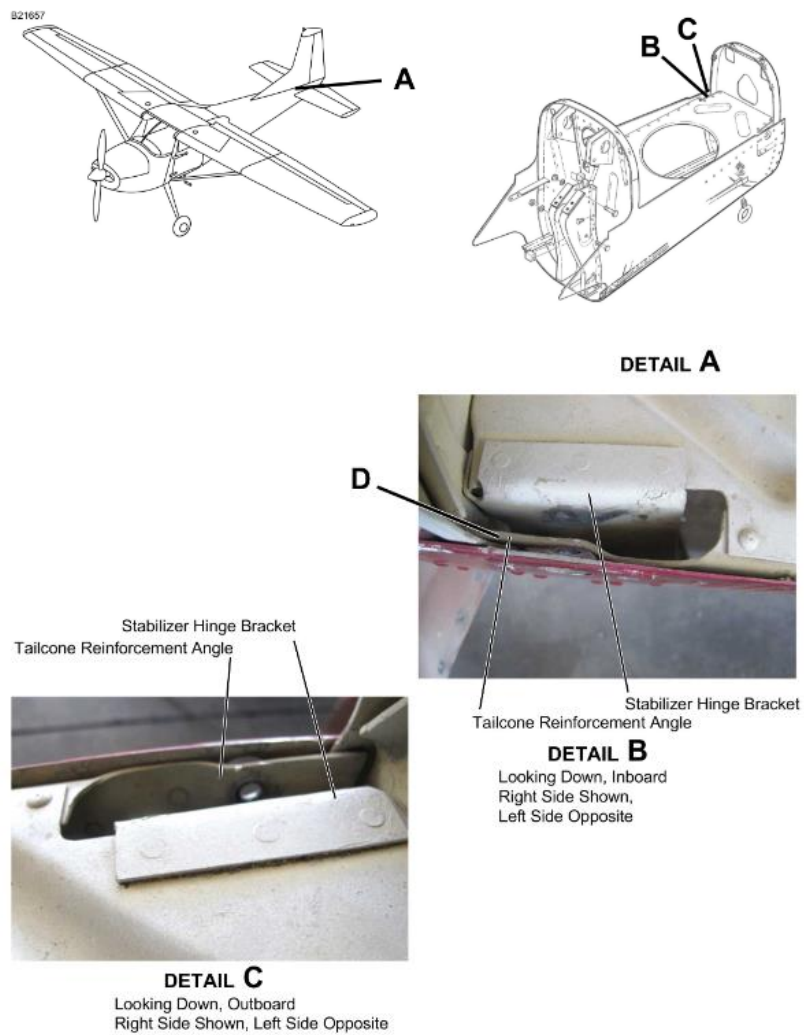 B21657
A
C
B
DETAIL A
D
Stabilizer Hinge Bracket
Tailcone Reinforcement Angle
DETAIL B
Looking Down, Inboard
Right Side Shown,
Left Side Opposite
Stabilizer Hinge Bracket
Tailcone Reinforcement Angle
DETAIL C
Looking Down, Outboard
Right Side Shown, Left Side Opposite